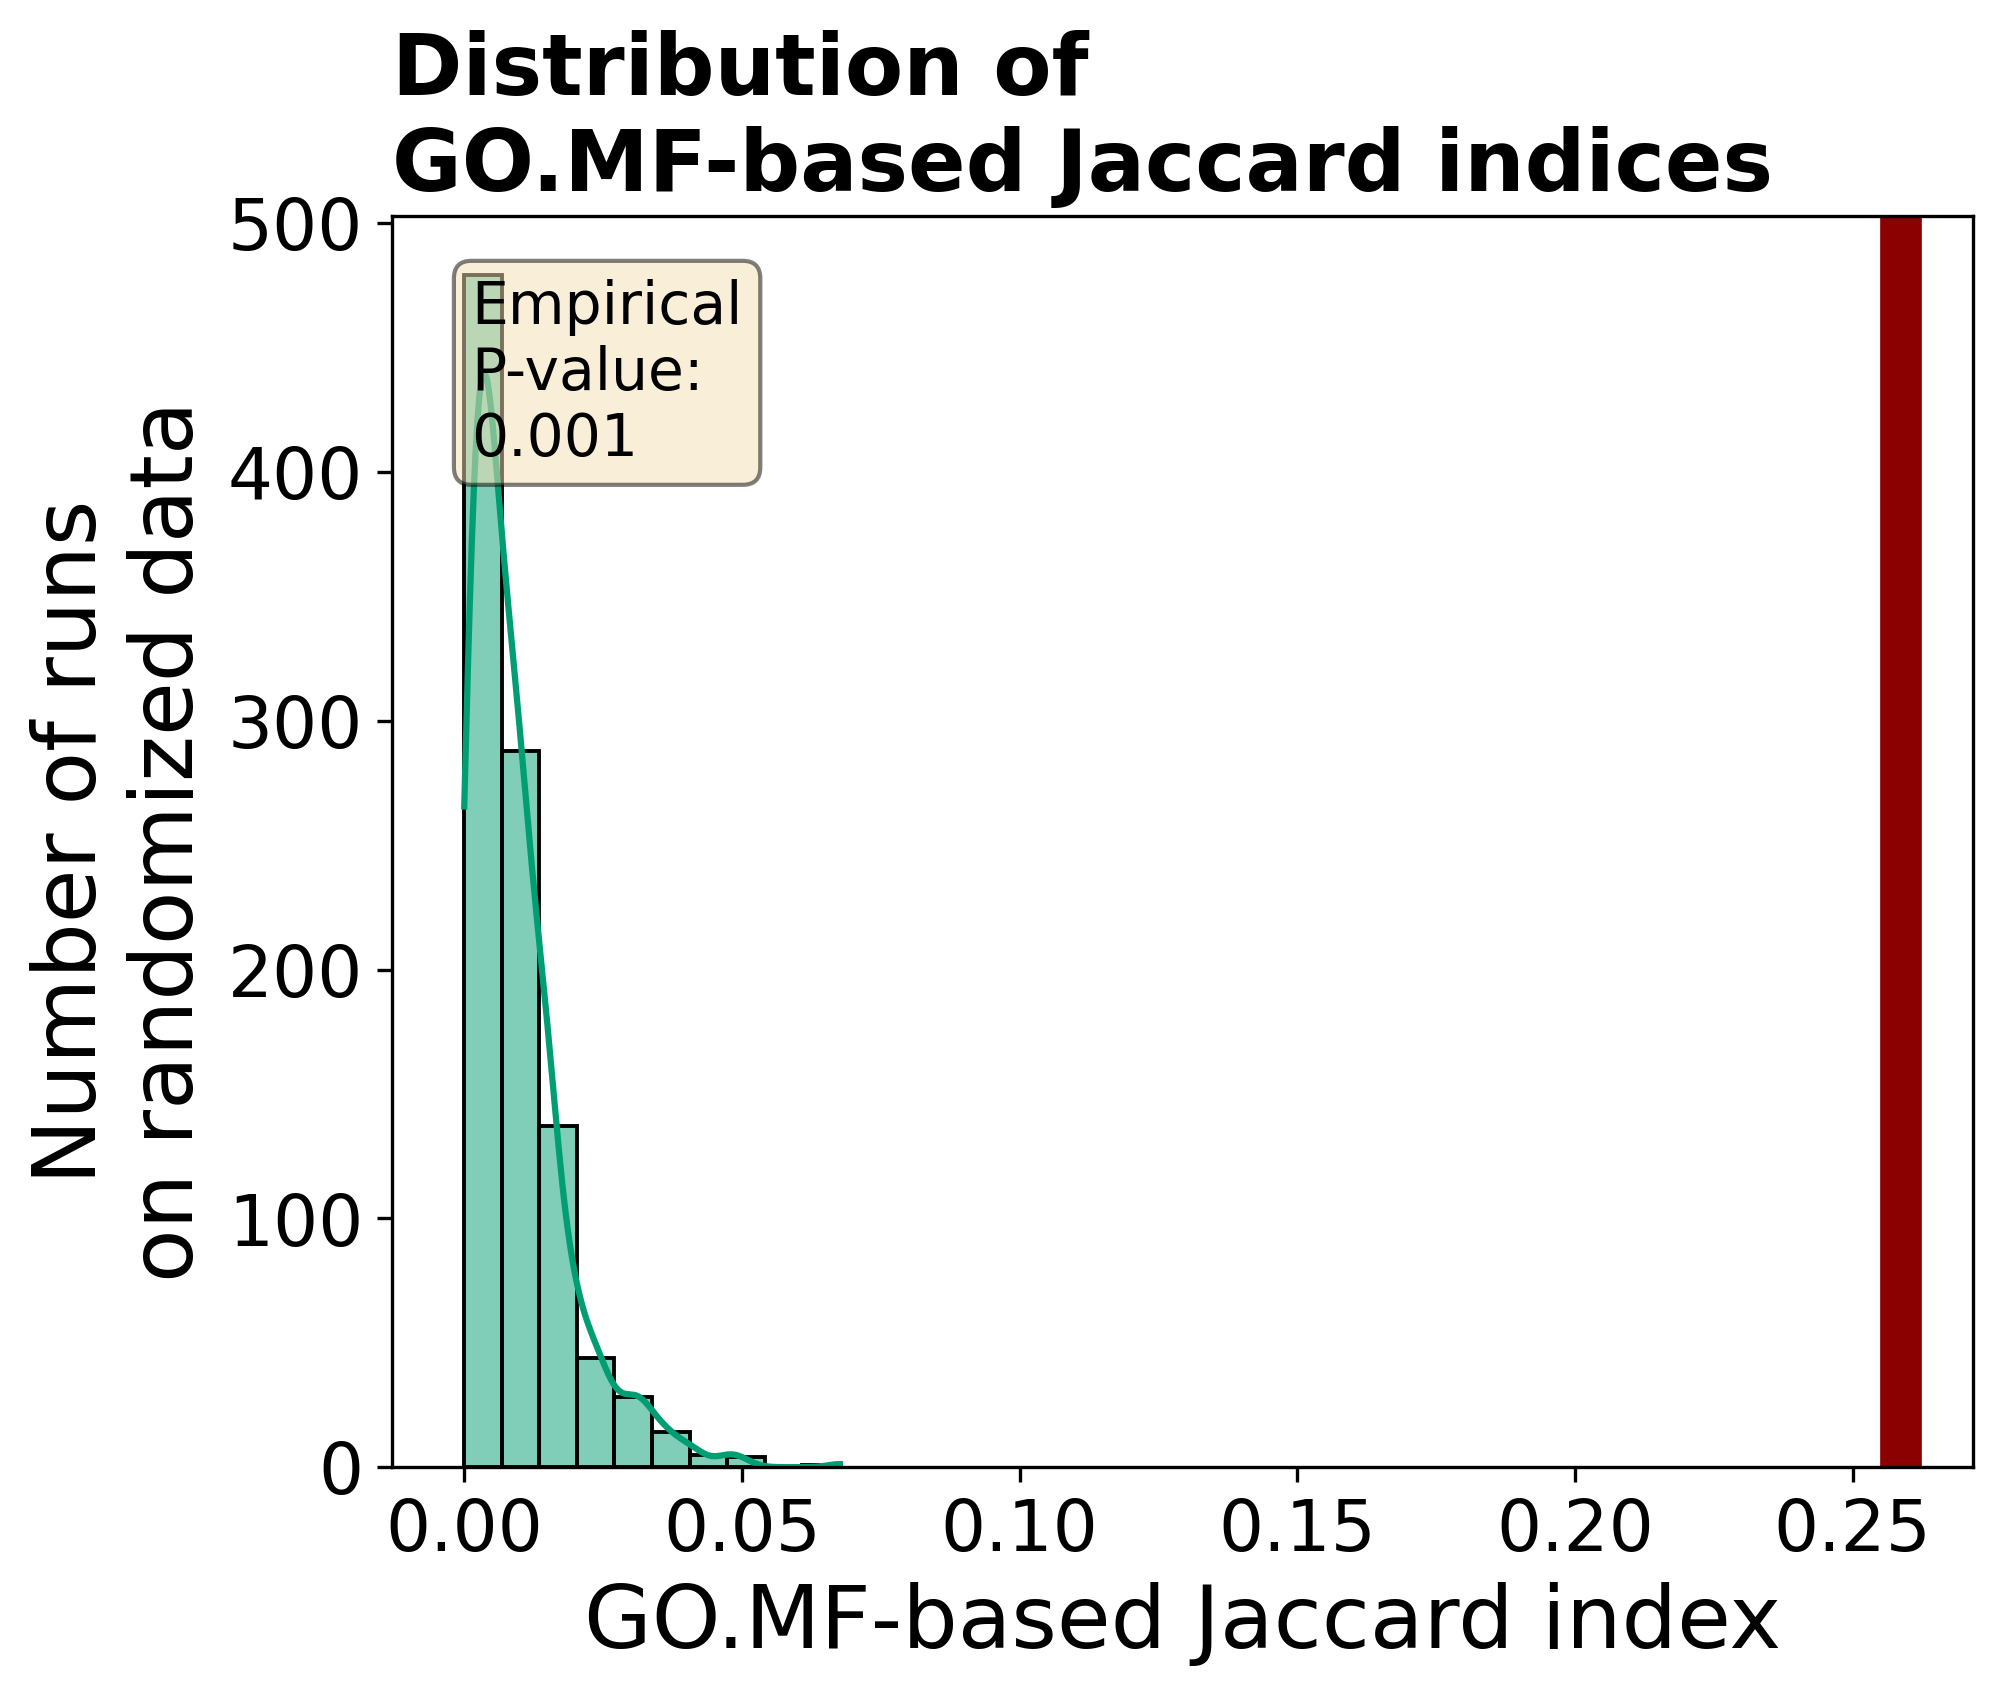 Distribution of
GO.MF-based Jaccard indices
Number of runs
on randomized data
500
400
300
200
100
0
Empirical
P-value:
0.001
0.00 0.05 0.10 0.15 0.20 0.25
GO.MF-based Jaccard index